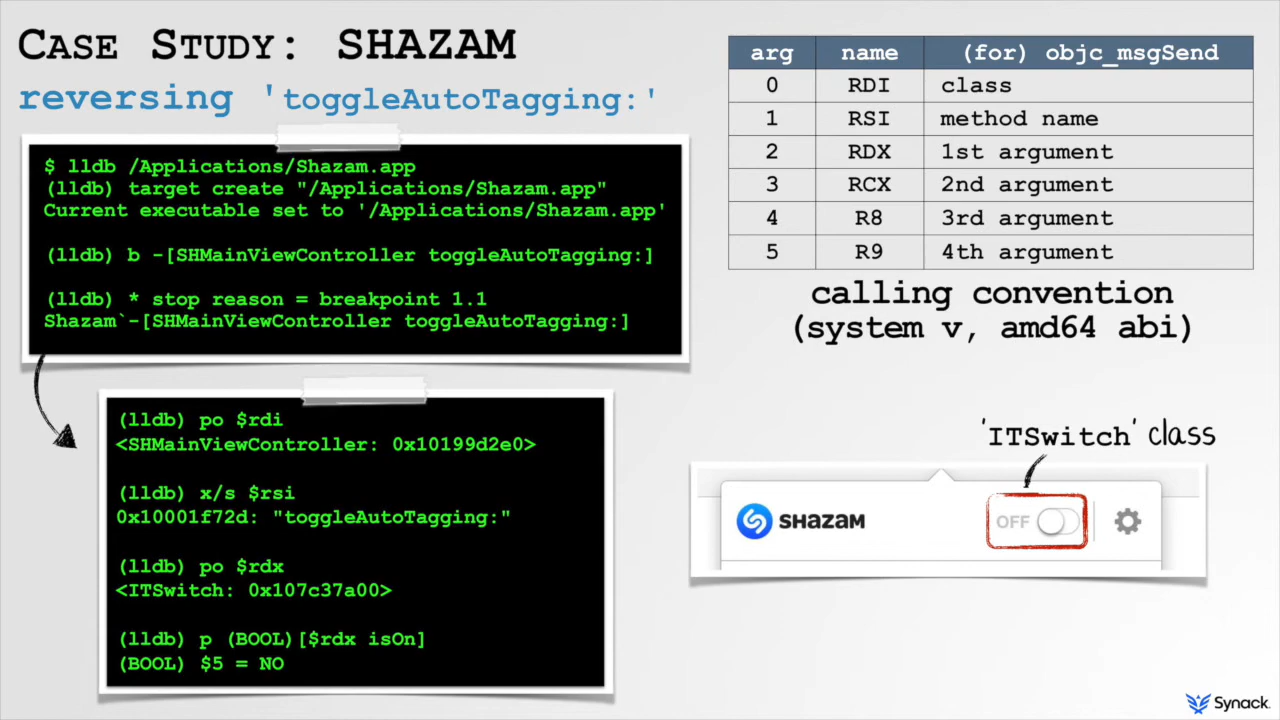 CASE STUDY: SHAZAM
reversing 'toggleAutoTagging:'
$ lldb /Applications/Shazam.app
(lldb) target create "/Applications/Shazam.app"
Current executable set to '/Applications/Shazam.app'
(lldb) b -[SHMainViewController toggleAutoTagging:]
(lldb) * stop reason = breakpoint 1.1
Shazam`-[SHMainViewController toggleAutoTagging:]
(lldb) po $rdi
<SHMainViewController: 0x10199d2e0>
(lldb) x/s $rsi
0x10001f72d: "toggleAutoTagging:"
(lldb) po $rdx
<ITSwitch: 0x107c37a00>
(lldb) p (BOOL)[$rdx isOn]
(BOOL) $5 = NO
arg name (for) objc_msgSend
0 RDI class
1 RSI method name
2 RDX 1st argument
3 RCX 2nd argument
4 R8 3rd argument
5 R9 4th argument
calling convention
(system v, amd64 abi)
'ITSwitch' class
SHAZAM OFF
Synack.